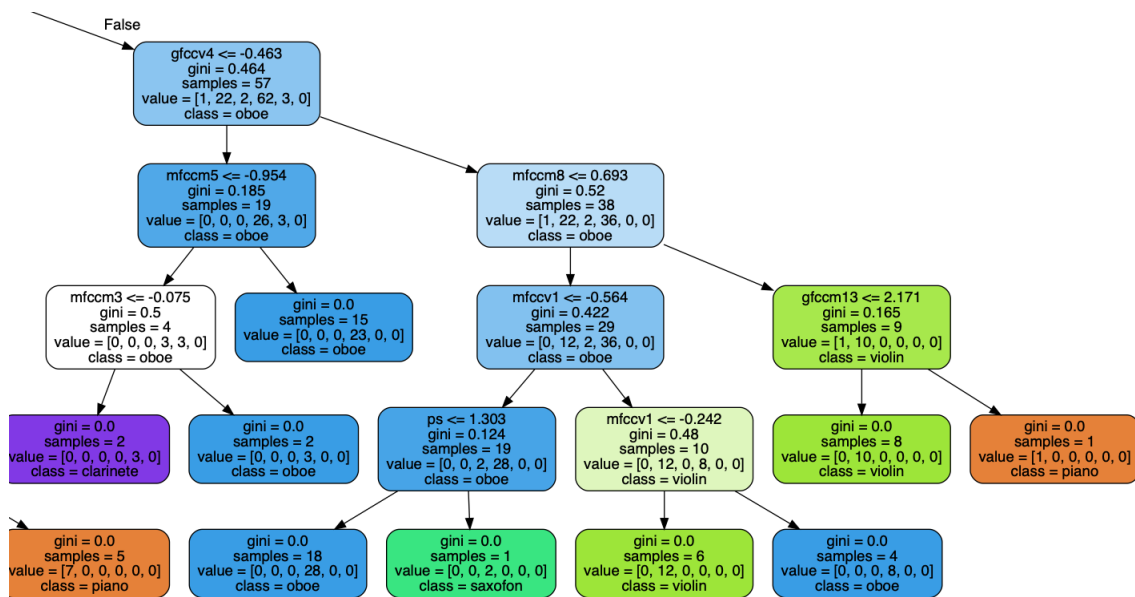 False
gfccv4 <= -0.463
gini = 0.464
samples = 57
value = [1, 22, 2, 62, 3, 0]
class = oboe
mfccm5 <= -0.954
gini = 0.185
samples = 19
value = [0, 0, 0, 26, 3, 0]
class = oboe
mfccm8 <= 0.693
gini = 0.52
samples = 38
value = [1, 22, 2, 36, 0, 0]
class = oboe
mfccm3 <= -0.075
gini = 0.5
samples = 4
value = [0, 0, 0, 3, 3, 0]
class = oboe
gini = 0.0
samples = 15
value = [0, 0, 0, 23, 0, 0]
class = oboe
mfccv1 <= -0.564
gini = 0.422
samples = 29
value = [0, 12, 2, 36, 0, 0]
class = oboe
gfccm13 <= 2.171
gini = 0.165
samples = 9
value = [1, 10, 0, 0, 0, 0]
class = violin
gini = 0.0
samples = 2
value = [0, 0, 0, 0, 3, 0]
class = clarinete
gini = 0.0
samples = 2
value = [0, 0, 0, 3, 0, 0]
class = oboe
ps <= 1.303
gini = 0.124
samples = 19
value = [0, 0, 2, 28, 0, 0]
class = oboe
mfccv1 <= -0.242
gini = 0.48
samples = 10
value = [0, 12, 0, 8, 0, 0]
class = violin
gini = 0.0
samples = 8
value = [0, 10, 0, 0, 0, 0]
class = violin
gini = 0.0
samples = 1
value = [1, 0, 0, 0, 0, 0]
class = piano
gini = 0.0
samples = 5
value = [7, 0, 0, 0, 0, 0]
class = piano
gini = 0.0
samples = 18
value = [0, 0, 0, 28, 0, 0]
class = oboe
gini = 0.0
samples = 1
value = [0, 0, 2, 0, 0, 0]
class = saxofon
gini = 0.0
samples = 6
value = [0, 12, 0, 0, 0, 0]
class = violin
gini = 0.0
samples = 4
value = [0, 0, 0, 8, 0, 0]
class = oboe